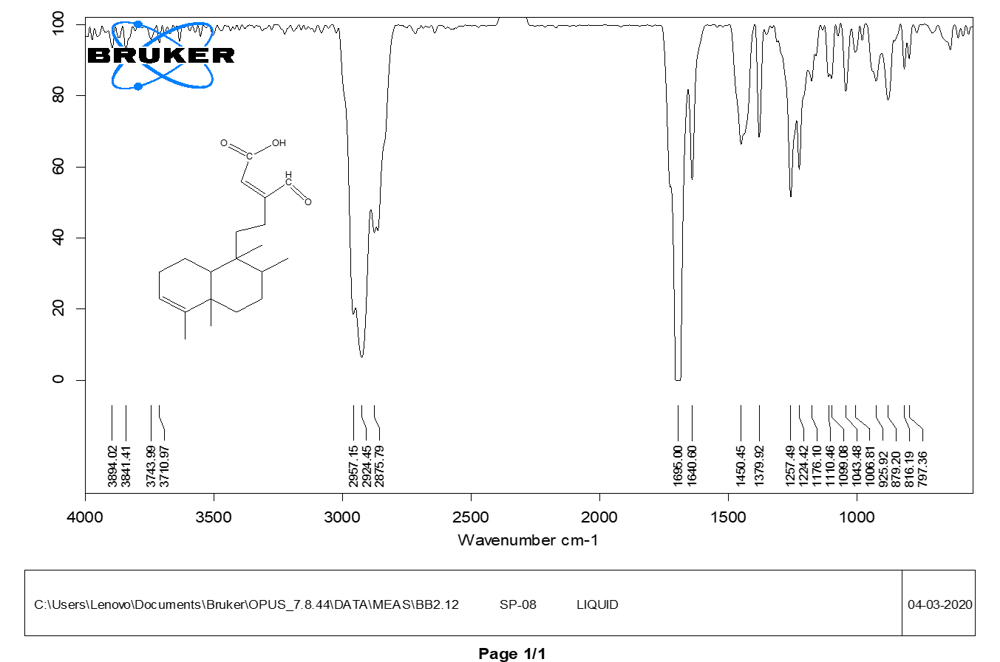 100
80
60
40
20
0
BRUKER
O
OH
C
H
C
O
3894.02
3841.41
3743.99
3710.97
2957.15
2924.45
2875.79
1695.00
1640.60
1450.45
1379.92
1257.49
1224.42
1176.10
1110.46
1099.08
1043.48
1006.81
925.92
879.20
816.19
797.36
4000 3500 3000 2500 2000 1500 1000
Wavenumber cm-1
C:\Users\Lenovo\Documents\Bruker\OPUS_7.8.44\DATA\MEAS\BB2.12 SP-08 LIQUID 04-03-2020
Page 1/1